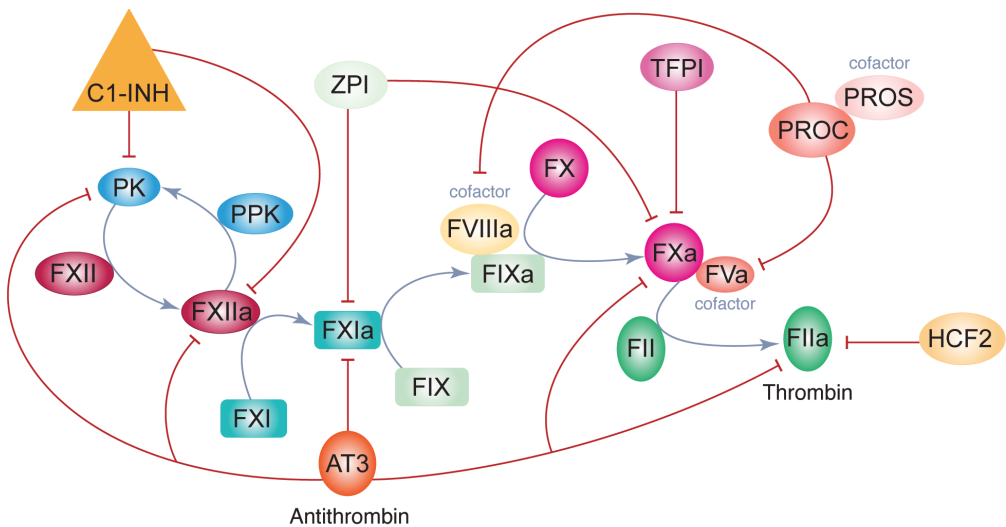 C1-INH
ZPI
TFPI
cofactor
PROS
PROC
FX
PK
cofactor
PPK
FVIIIa
FXII
FXa
FIXa
FVa
cofactor
FXIIa
FXIa
FII
FIIa
HCF2
FIX
Thrombin
FXI
AT3
Antithrombin